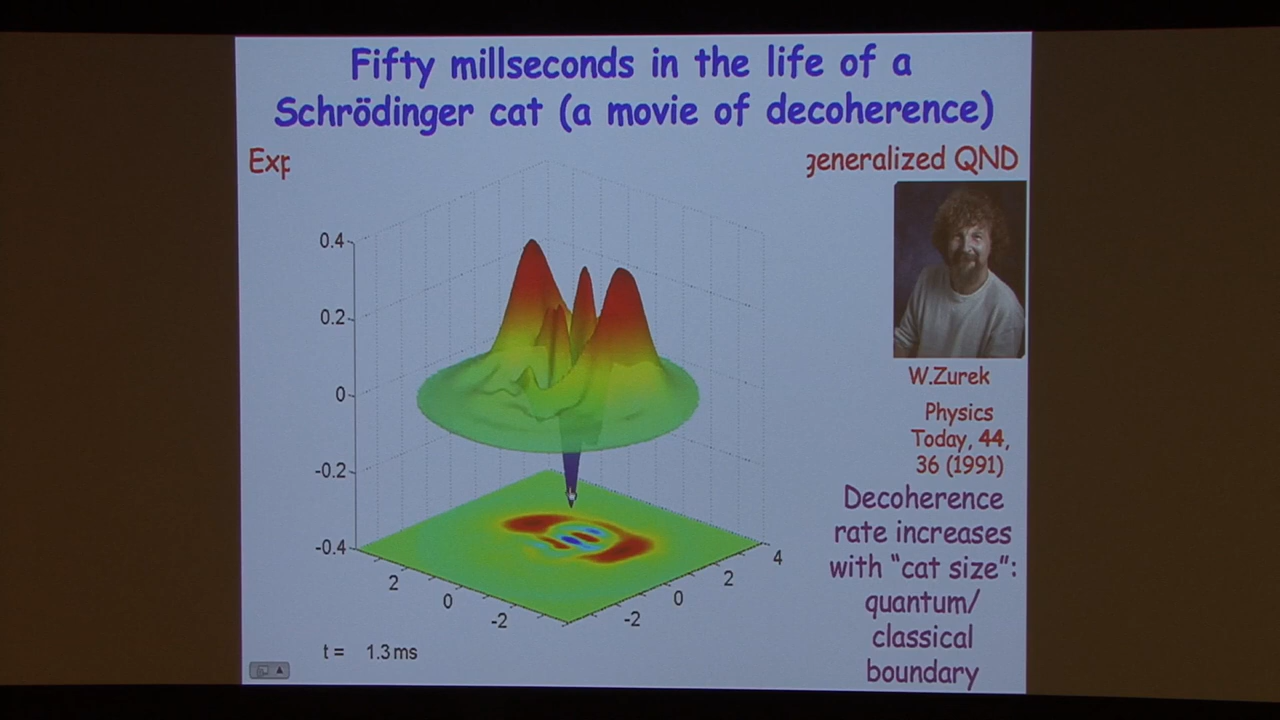 Fifty millseconds in the life of a
Schrödinger cat (a movie of decoherence)
Exp
generalized QND
0.4
0.2
0
-0.2
-0.4
2
0
-2
-2
0
2
4
t = 1.3 ms
W.Zurek
Physics
Today, 44,
36 (1991)
Decoherence
rate increases
with “cat size”:
quantum/
classical
boundary